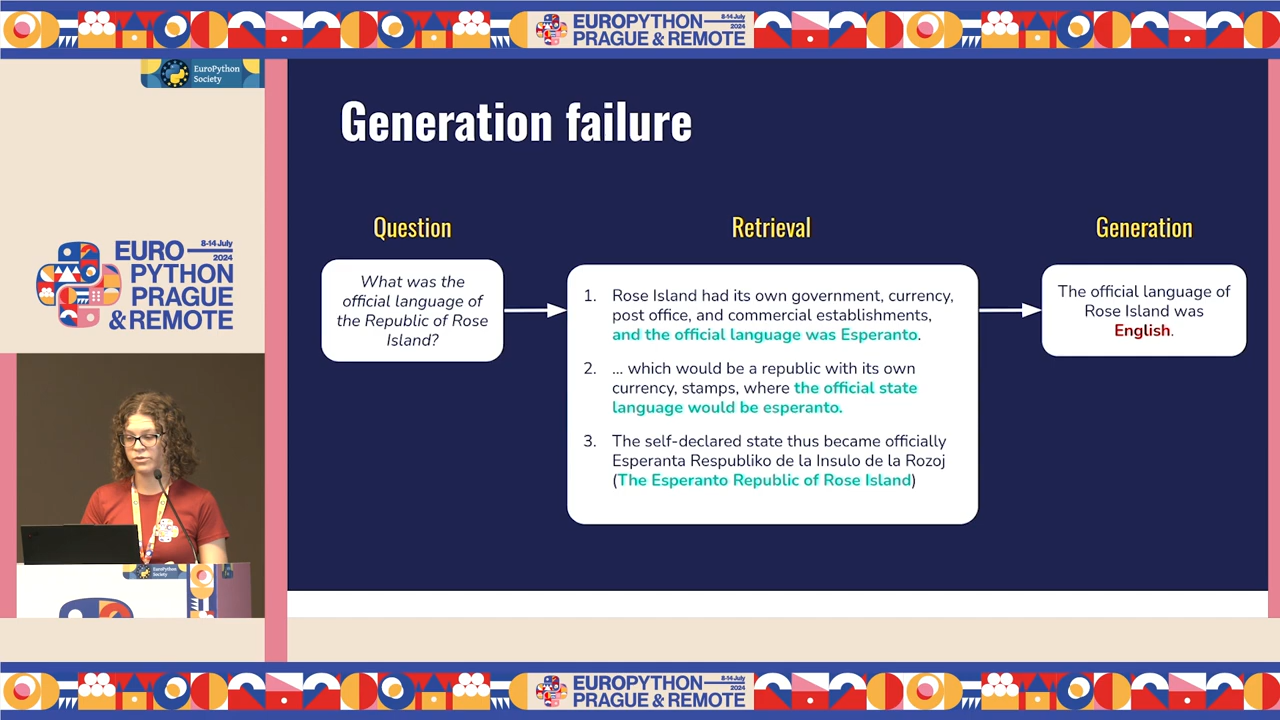 EUROPYTHON
PRAGUE & REMOTE
8-14 July
2024
EuroPython
Society
EURO
PYTHON
PRAGUE
& REMOTE
8-14 July
2024
Generation failure
Question
What was the
official language of
the Republic of Rose
Island?
Retrieval
1. Rose Island had its own government, currency,
post office, and commercial establishments,
and the official language was Esperanto.
2. ... which would be a republic with its own
currency, stamps, where the official state
language would be esperanto.
3. The self-declared state thus became officially
Esperanta Respubliko de la Insulo de la Rozoj
(The Esperanto Republic of Rose Island)
Generation
The official language of
Rose Island was
English.
EuroPython
Society
EUROPYTHON
PRAGUE & REMOTE
8-14 July
2024